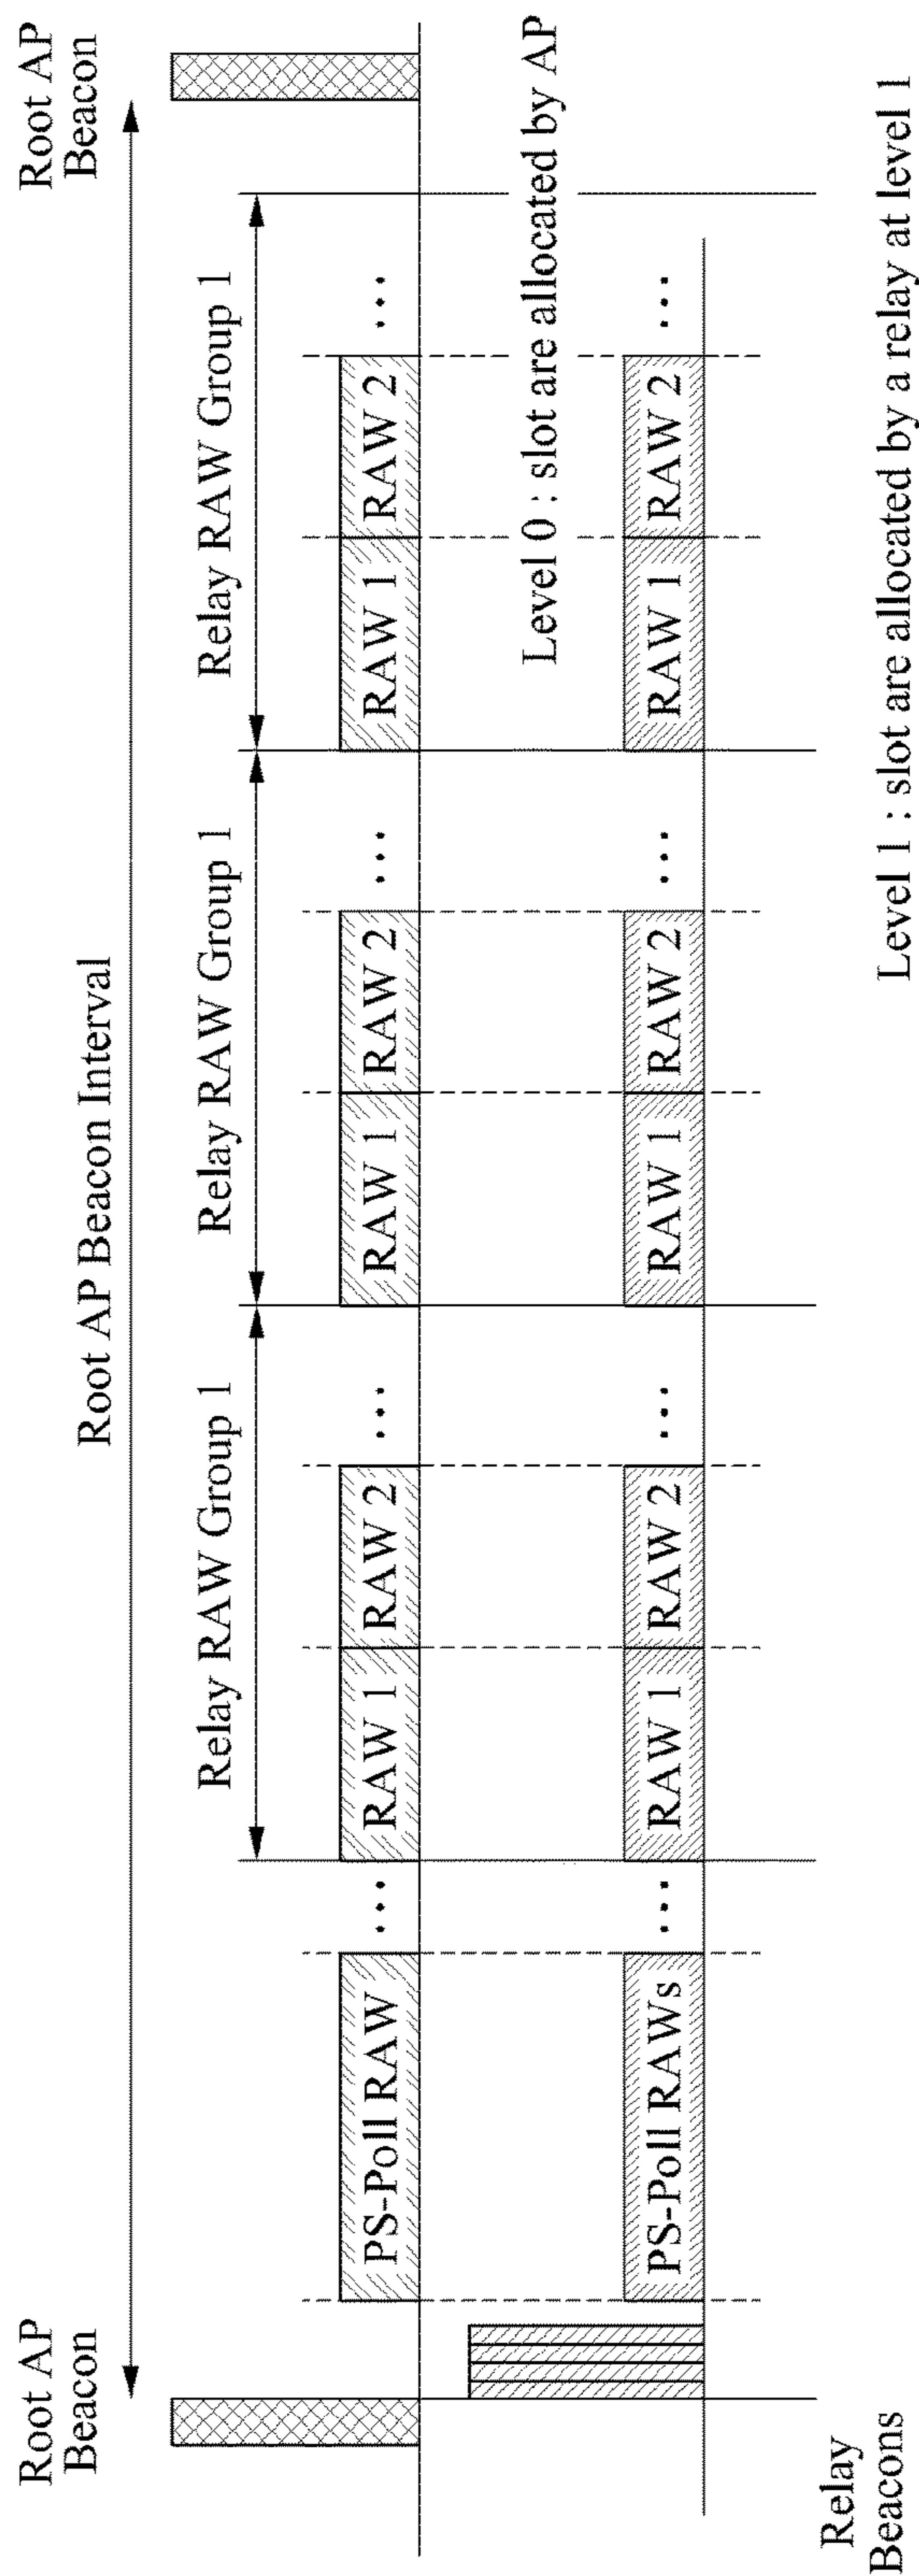 Root AP
Beacon
Root AP Beacon Interval
Root AP
Beacon
Relay RAW Group 1
Relay RAW Group 1
Relay RAW Group 1
PS-Poll RAW
...
RAW 1
RAW 2
...
RAW 1
RAW 2
...
RAW 1
RAW 2
...
Level 0 : slot are allocated by AP
PS-Poll RAWs
...
RAW 1
RAW 2
...
RAW 1
RAW 2
...
RAW 1
RAW 2
...
Relay
Beacons
Level 1 : slot are allocated by a relay at level 1